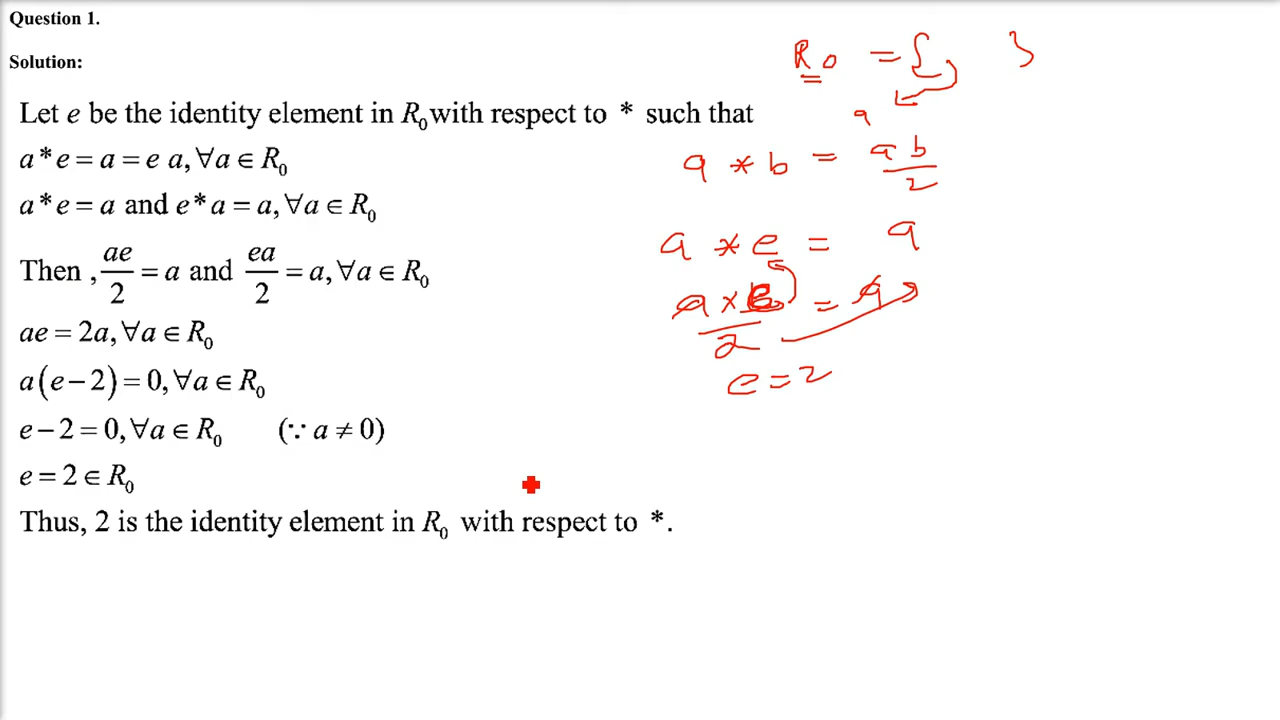 Question 1.
Solution:
Let e be the identity element in R₀ with respect to * such that
a*e = a = e a, ∀a ∈ R₀
a*e = a and e*a = a, ∀a ∈ R₀
Then , ae/2 = a and ea/2 = a, ∀a ∈ R₀
ae = 2a, ∀a ∈ R₀
a(e−2) = 0, ∀a ∈ R₀
e−2 = 0, ∀a ∈ R₀ (∵ a ≠ 0)
e = 2 ∈ R₀
Thus, 2 is the identity element in R₀ with respect to *.
R₀ = { }
a
a * b = ab/2
a * e = a
a × e/2 = a
e = 2